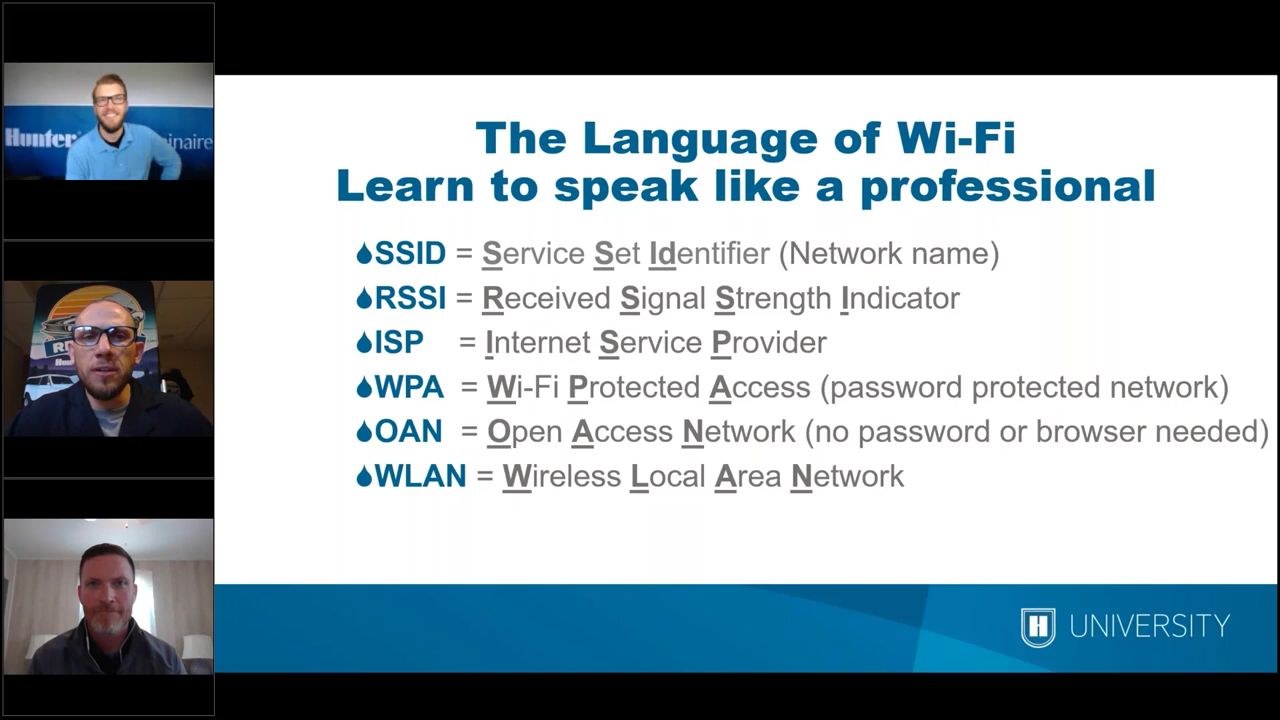 Hunter
inaire
The Language of Wi-Fi
Learn to speak like a professional
SSID = Service Set Identifier (Network name)
RSSI = Received Signal Strength Indicator
ISP = Internet Service Provider
WPA = Wi-Fi Protected Access (password protected network)
OAN = Open Access Network (no password or browser needed)
WLAN = Wireless Local Area Network
H UNIVERSITY